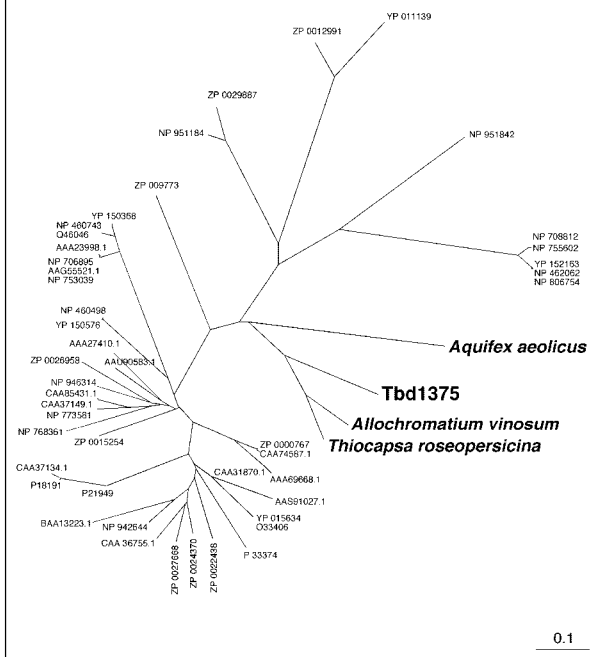 YP 011139
ZP 0012991
ZP 0029887
NP 951184
NP 951842
ZP 009773
YP 150368
NP 460743
Q46046
AAA23998.1
NP 706895
AAG55521.1
NP 753039
NP 708812
NP 755602
YP 152163
NP 462062
NP 806754
NP 460498
YP 150576
AAA27410.1
AAU90583.1
ZP 0026958
NP 946314
CAA85431.1
CAA37149.1
NP 773581
NP 768361
ZP 0015254
Aquifex aeolicus
Tbd1375
Allochromatium vinosum
Thiocapsa roseopersicina
ZP 0000767
CAA74587.1
CAA37134.1
P18191
P21949
CAA31870.1
AAA69668.1
AAS91027.1
YP 015634
O33406
BAA13223.1
NP 942644
CAA 36755.1
P 33374
ZP 0027668
ZP 0024370
ZP 0022438
0.1